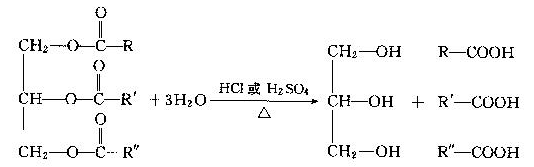 O
CH₂—O—C—R
O
CH₂—OH R—COOH
CH—O—C—R′ + 3H₂O HCl 或 H₂SO₄ CH—OH + R′—COOH
△
O
CH₂—O—C—R″ CH₂—OH R″—COOH